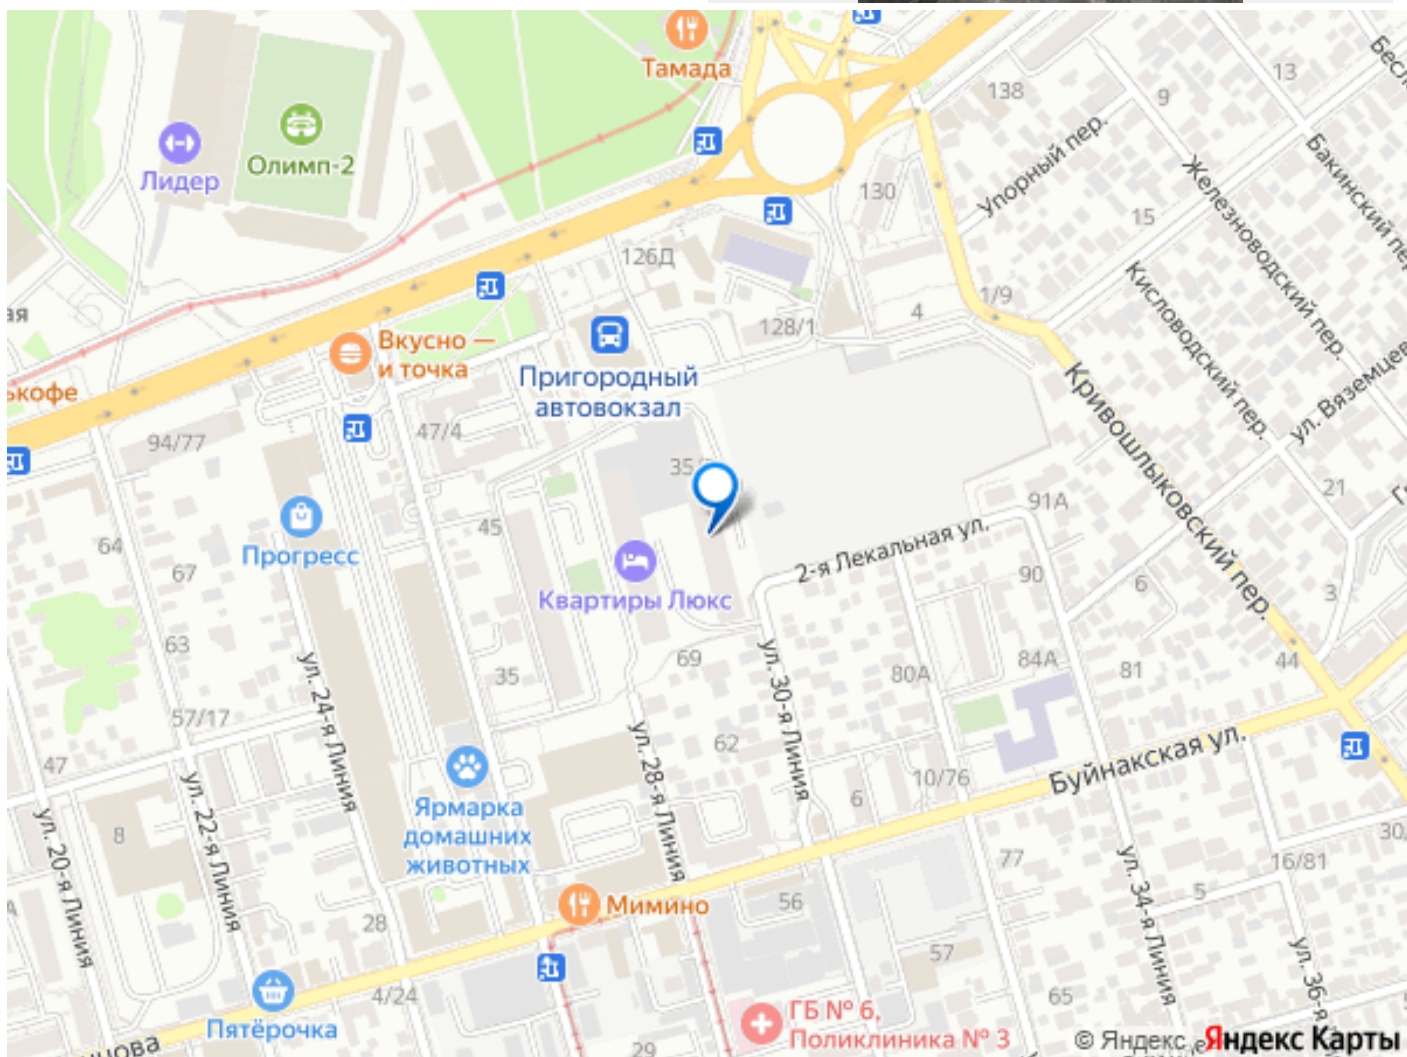 Тамада
138
13
9
Олимп-2
Лидер
Упорный пер.
Бакинский пер.
Железноводский пер.
130
15
126Д
Кисловодский пер.
1/9
4
128/1
Вкусно —
и точка
Пригородный
автовокзал
ул. Вяземцев
Кривошлыковский пер.
94/77
47/4
35/
21
91А
2-я Лекальная ул.
Прогресс
45
64
67
90
6
3
Квартиры Люкс
63
69
80А
84А
81
44
35
ул. 24-я Линия
ул. 30-я Линия
57/17
62
ул. 28-я Линия
Буйнакская ул.
47
10/76
6
Ярмарка
домашних
животных
8
ул. 22-я Линия
ул. 20-я Линия
77
ул. 34-я Линия
16/81
30/
5
Мимино
56
28
57
ул. 36-я
4/24
65
Пятёрочка
ГБ № 6,
Поликлиника № 3
29
© Яндекс
Яндекс Карты